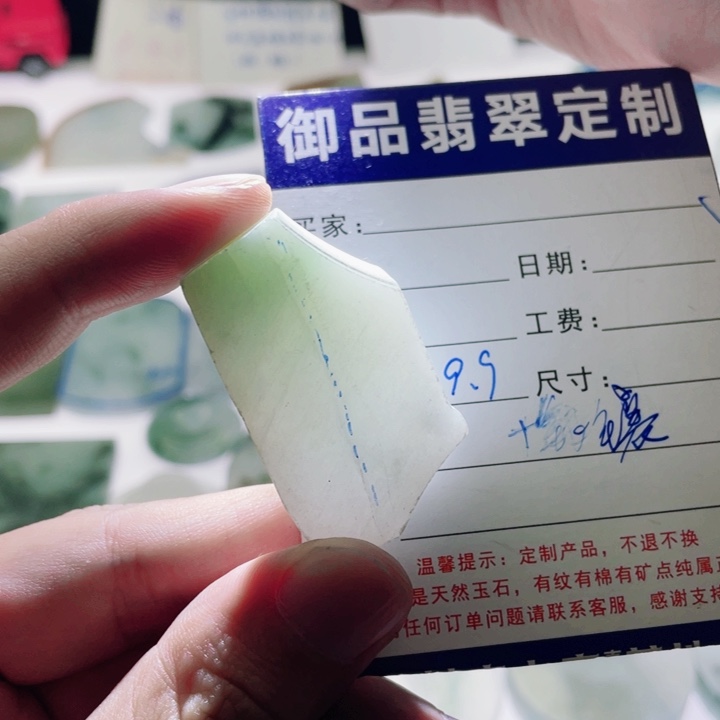 御品翡翠定制
买家:
日期:
工费:
9.9
尺寸:
温馨提示：定制产品，不退不换
是天然玉石，有纹有棉有矿点纯属正
任何订单问题请联系客服，感谢支持